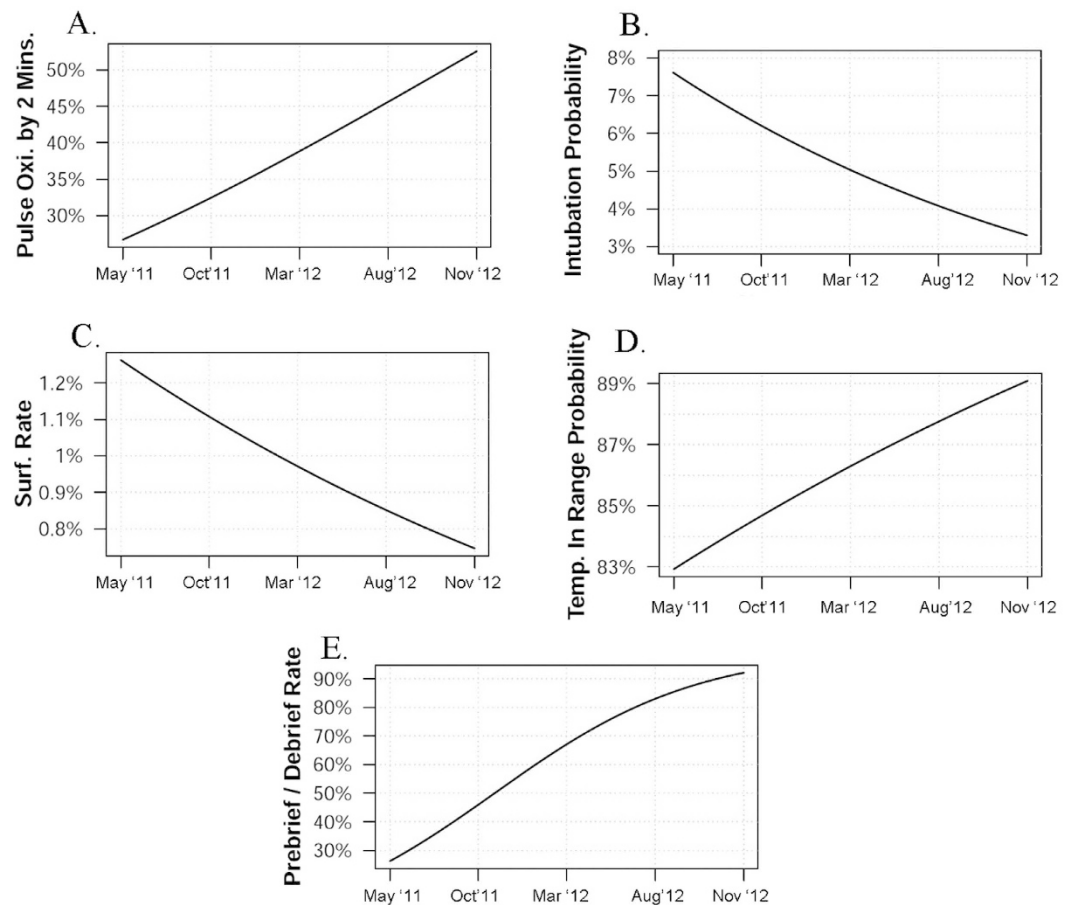 A.
Pulse Oxi. by 2 Mins.
50%
45%
40%
35%
30%
May ‘11 Oct’11 Mar ‘12 Aug’12 Nov ‘12
B.
Intubation Probability
8%
7%
6%
5%
4%
3%
May ‘11 Oct’11 Mar ‘12 Aug’12 Nov ‘12
C.
Surf. Rate
1.2%
1.1%
1%
0.9%
0.8%
May ‘11 Oct’11 Mar ‘12 Aug ‘12 Nov ‘12
D.
Temp. In Range Probability
89%
87%
85%
83%
May ‘11 Oct’11 Mar ‘12 Aug’12 Nov ‘12
E.
Prebrief / Debrief Rate
90%
80%
70%
60%
50%
40%
30%
May ‘11 Oct’11 Mar ‘12 Aug ‘12 Nov ‘12